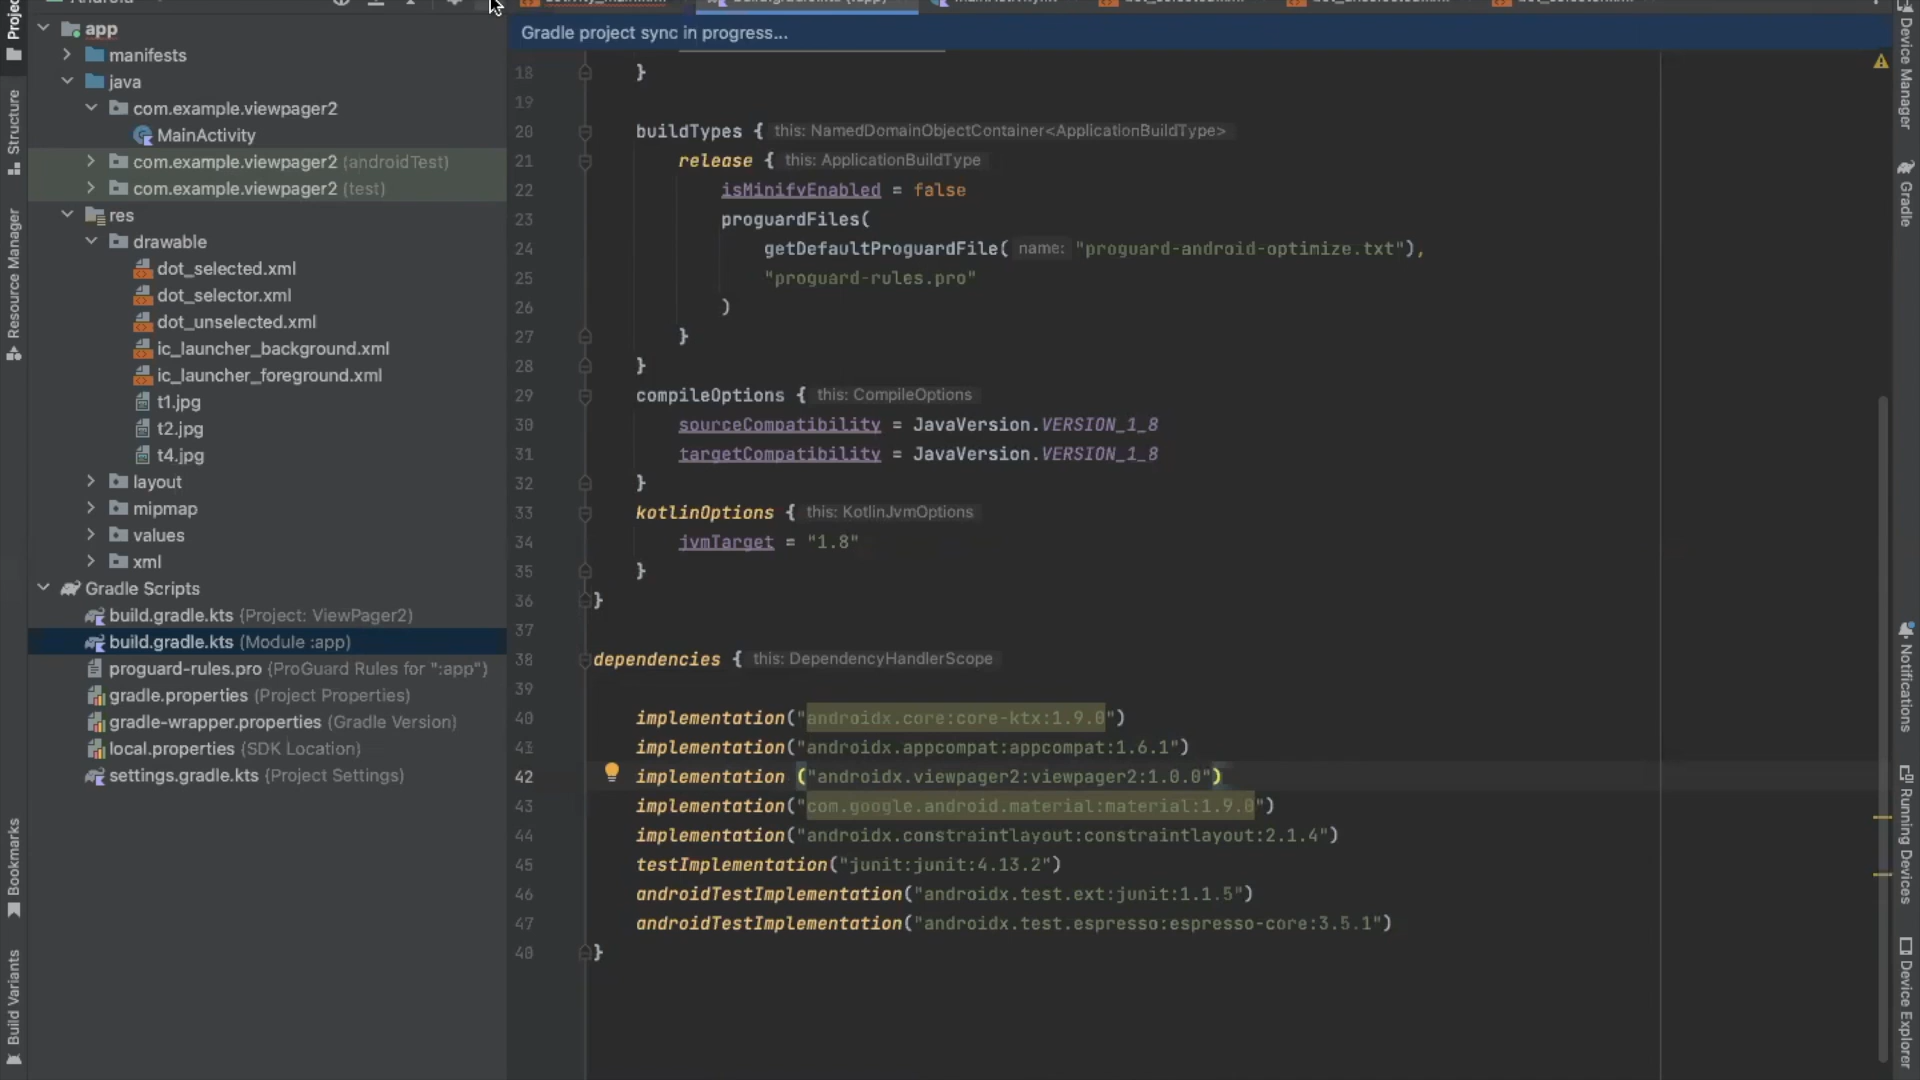 Android
app
manifests
java
com.example.viewpager2
MainActivity
com.example.viewpager2 (androidTest)
com.example.viewpager2 (test)
res
drawable
dot_selected.xml
dot_selector.xml
dot_unselected.xml
ic_launcher_background.xml
ic_launcher_foreground.xml
t1.jpg
t2.jpg
t4.jpg
layout
mipmap
values
xml
Gradle Scripts
build.gradle.kts (Project: ViewPager2)
build.gradle.kts (Module :app)
proguard-rules.pro (ProGuard Rules for ":app")
gradle.properties (Project Properties)
gradle-wrapper.properties (Gradle Version)
local.properties (SDK Location)
settings.gradle.kts (Project Settings)
Structure
Resource Manager
Bookmarks
Build Variants
Gradle project sync in progress...
18 }
19
20 buildTypes { this: NamedDomainObjectContainer<ApplicationBuildType>
21 release { this: ApplicationBuildType
22 isMinifyEnabled = false
23 proguardFiles(
24 getDefaultProguardFile( name: "proguard-android-optimize.txt"),
25 "proguard-rules.pro"
26 )
27 }
28 }
29 compileOptions { this: CompileOptions
30 sourceCompatibility = JavaVersion.VERSION_1_8
31 targetCompatibility = JavaVersion.VERSION_1_8
32 }
33 kotlinOptions { this: KotlinJvmOptions
34 jvmTarget = "1.8"
35 }
36 }
37
38 dependencies { this: DependencyHandlerScope
39
40 implementation("androidx.core:core-ktx:1.9.0")
41 implementation("androidx.appcompat:appcompat:1.6.1")
42 implementation ("androidx.viewpager2:viewpager2:1.0.0")
43 implementation("com.google.android.material:material:1.9.0")
44 implementation("androidx.constraintlayout:constraintlayout:2.1.4")
45 testImplementation("junit:junit:4.13.2")
46 androidTestImplementation("androidx.test.ext:junit:1.1.5")
47 androidTestImplementation("androidx.test.espresso:espresso-core:3.5.1")
48 }
Device Manager
Gradle
Notifications
Running Devices
Device Explorer